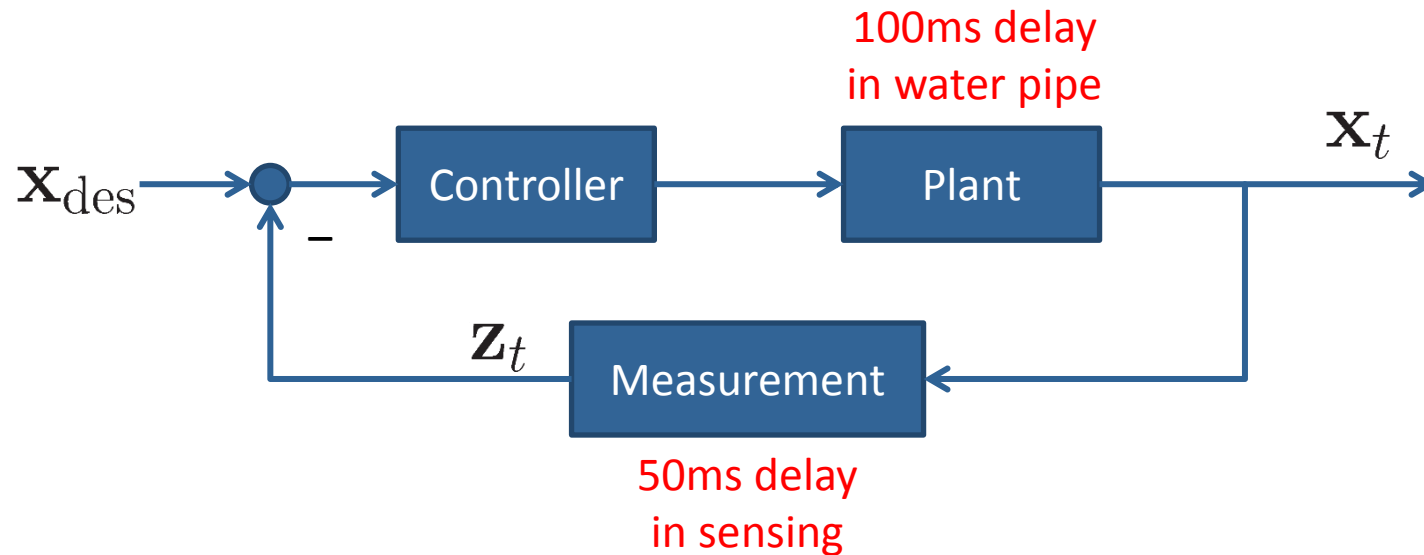 100ms delay
in water pipe
x_des
Controller
Plant
x_t
–
z_t
Measurement
50ms delay
in sensing